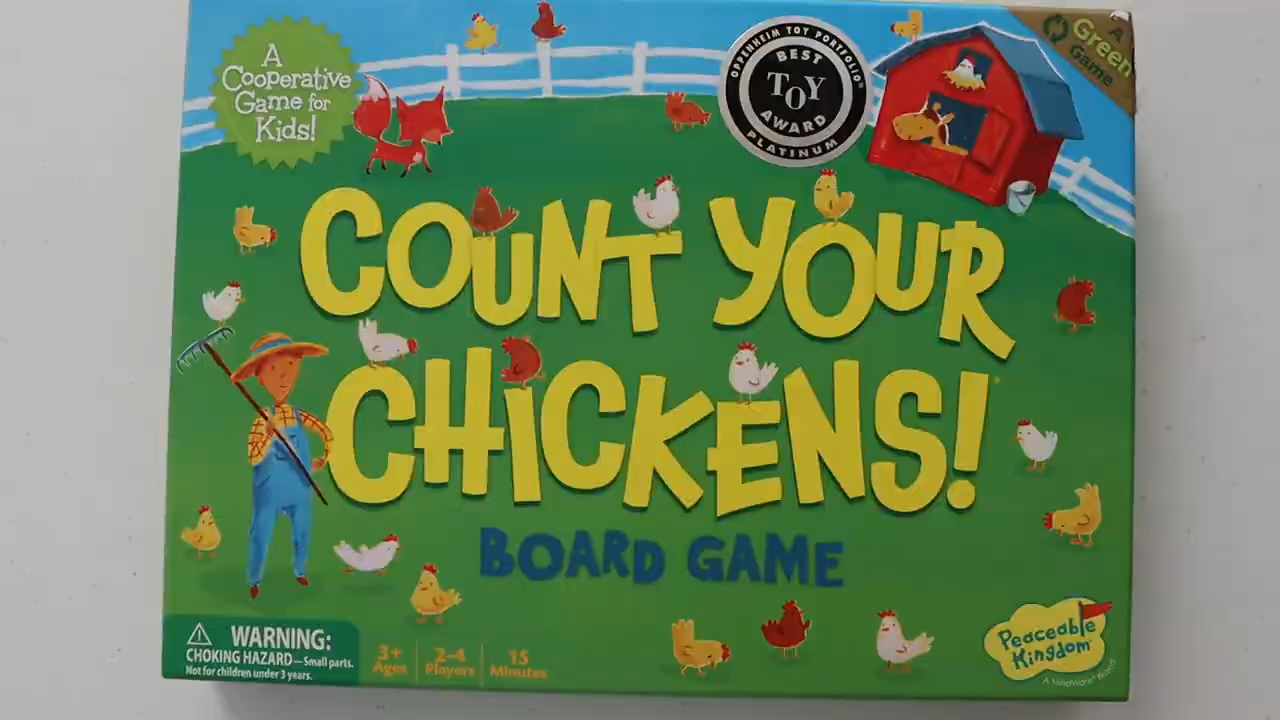 A
Cooperative
Game for
Kids!
OPPENHEIM TOY PORTFOLIO®
BEST
TOY
AWARD
PLATINUM
A
Green
Game
COUNT YOUR
CHICKENS!
BOARD GAME
WARNING:
CHOKING HAZARD—Small parts.
Not for children under 3 years.
3+
Ages
2-4
Players
15
Minutes
Peaceable
Kingdom
A MindWare® Brand